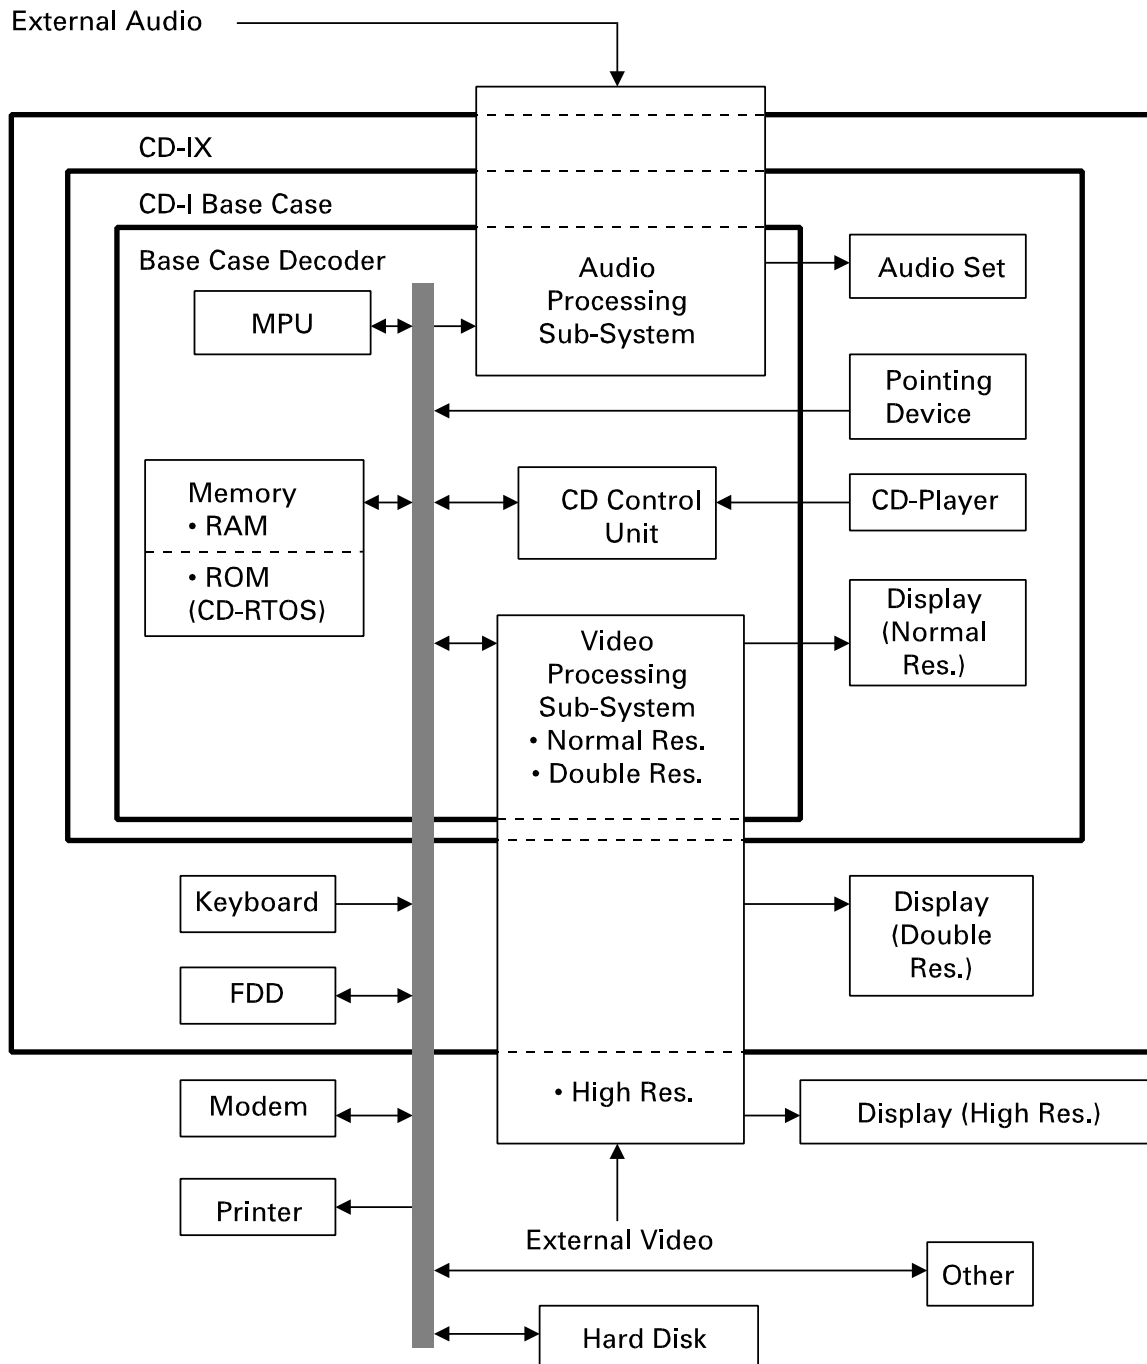 External Audio
CD-IX
CD-I Base Case
Base Case Decoder
Audio
Processing
Sub-System
Audio Set
MPU
Pointing
Device
Memory
• RAM
• ROM
(CD-RTOS)
CD Control
Unit
CD-Player
Video
Processing
Sub-System
• Normal Res.
• Double Res.
Display
(Normal
Res.)
Keyboard
Display
(Double
Res.)
FDD
• High Res.
Modem
Display (High Res.)
Printer
External Video
Other
Hard Disk